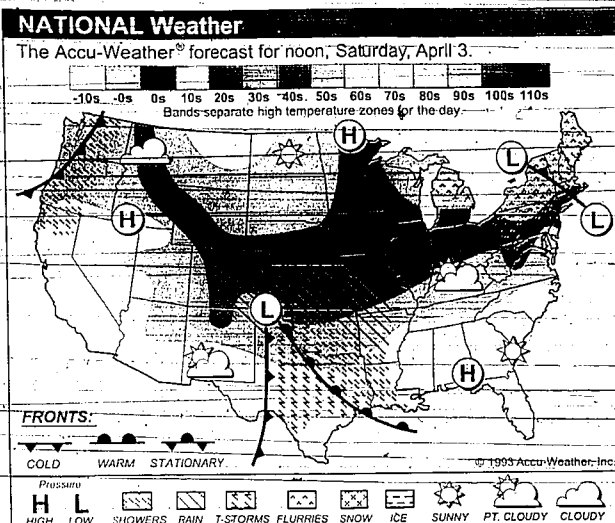 NATIONAL Weather
The Accu-Weather® forecast for noon, Saturday, April 3.
-10s -0s 0s 10s 20s 30s 40s 50s 60s 70s 80s 90s 100s 110s
Bands separate high temperature zones for the day.
H
L
L
H
L
H
FRONTS:
COLD WARM STATIONARY
© 1993 Accu-Weather, Inc.
Pressure
H L
HIGH LOW SHOWERS RAIN T-STORMS FLURRIES SNOW ICE SUNNY PT. CLOUDY CLOUDY